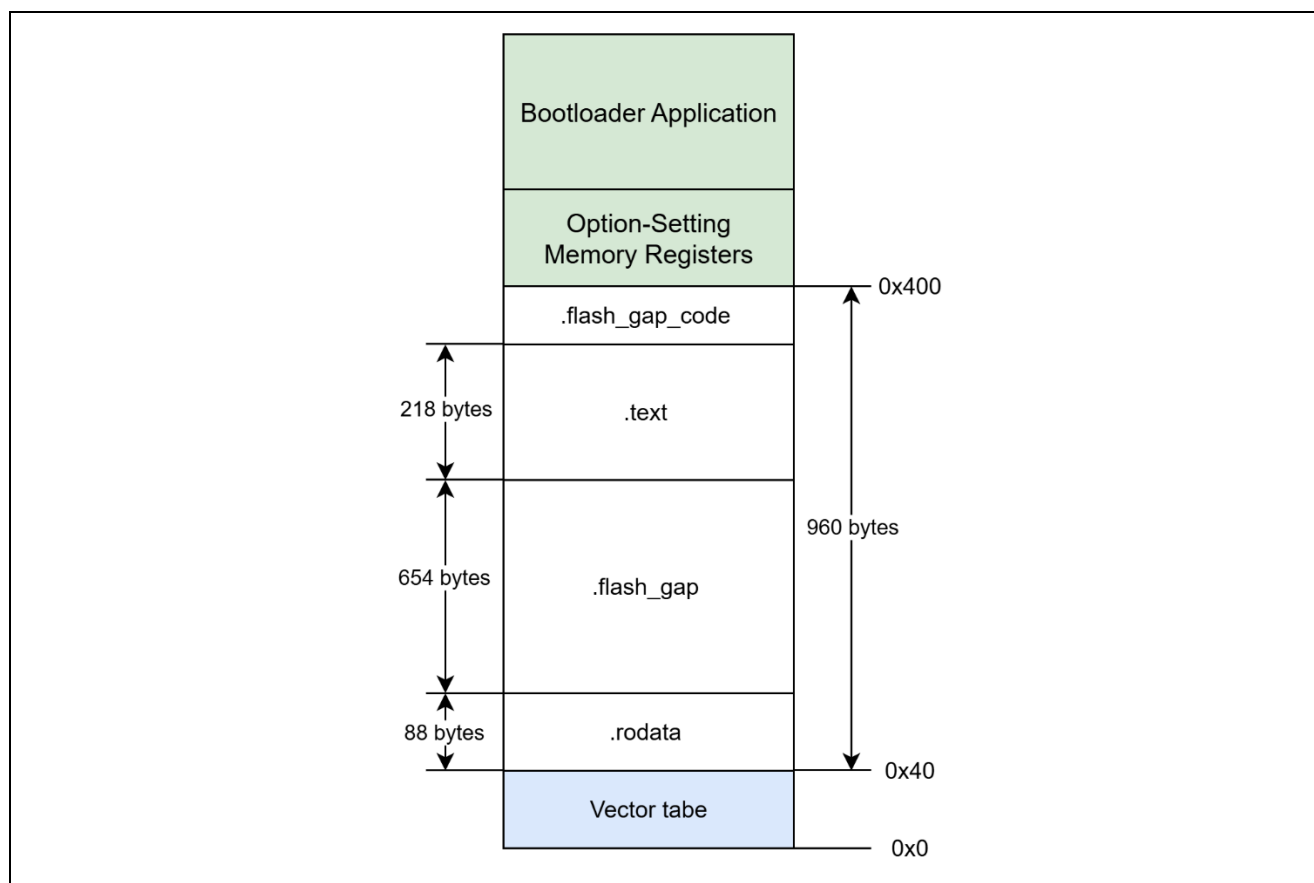 Bootloader Application
Option-Setting
Memory Registers
0x400
.flash_gap_code
218 bytes
.text
960 bytes
654 bytes
.flash_gap
88 bytes
.rodata
0x40
Vector tabe
0x0